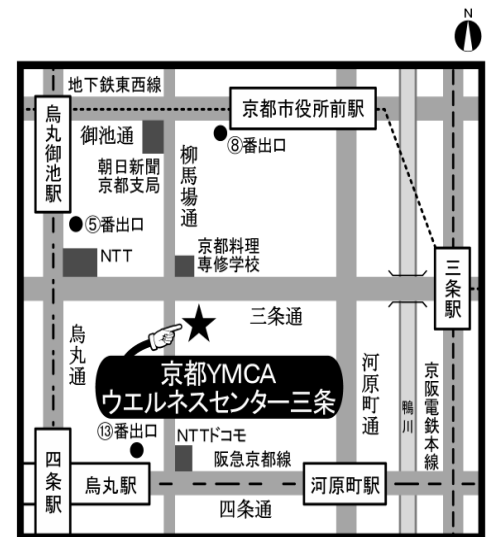 N
地下鉄東西線
烏丸御池駅
京都市役所前駅
御池通
⑧番出口
朝日新聞
京都支局
柳馬場通
⑤番出口
NTT
京都料理
専修学校
三条駅
三条通
烏丸通
京都YMCA
ウエルネスセンター三条
河原町通
鴨川
京阪電鉄本線
⑬番出口
NTTドコモ
四条駅
烏丸駅
阪急京都線
河原町駅
四条通